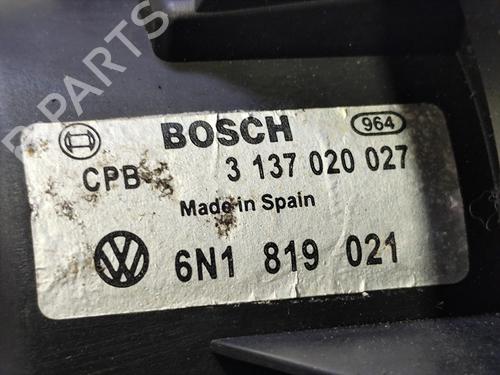 B PARTS
BOSCH 964
CPB 3 137 020 027
Made in Spain
6N1 819 021